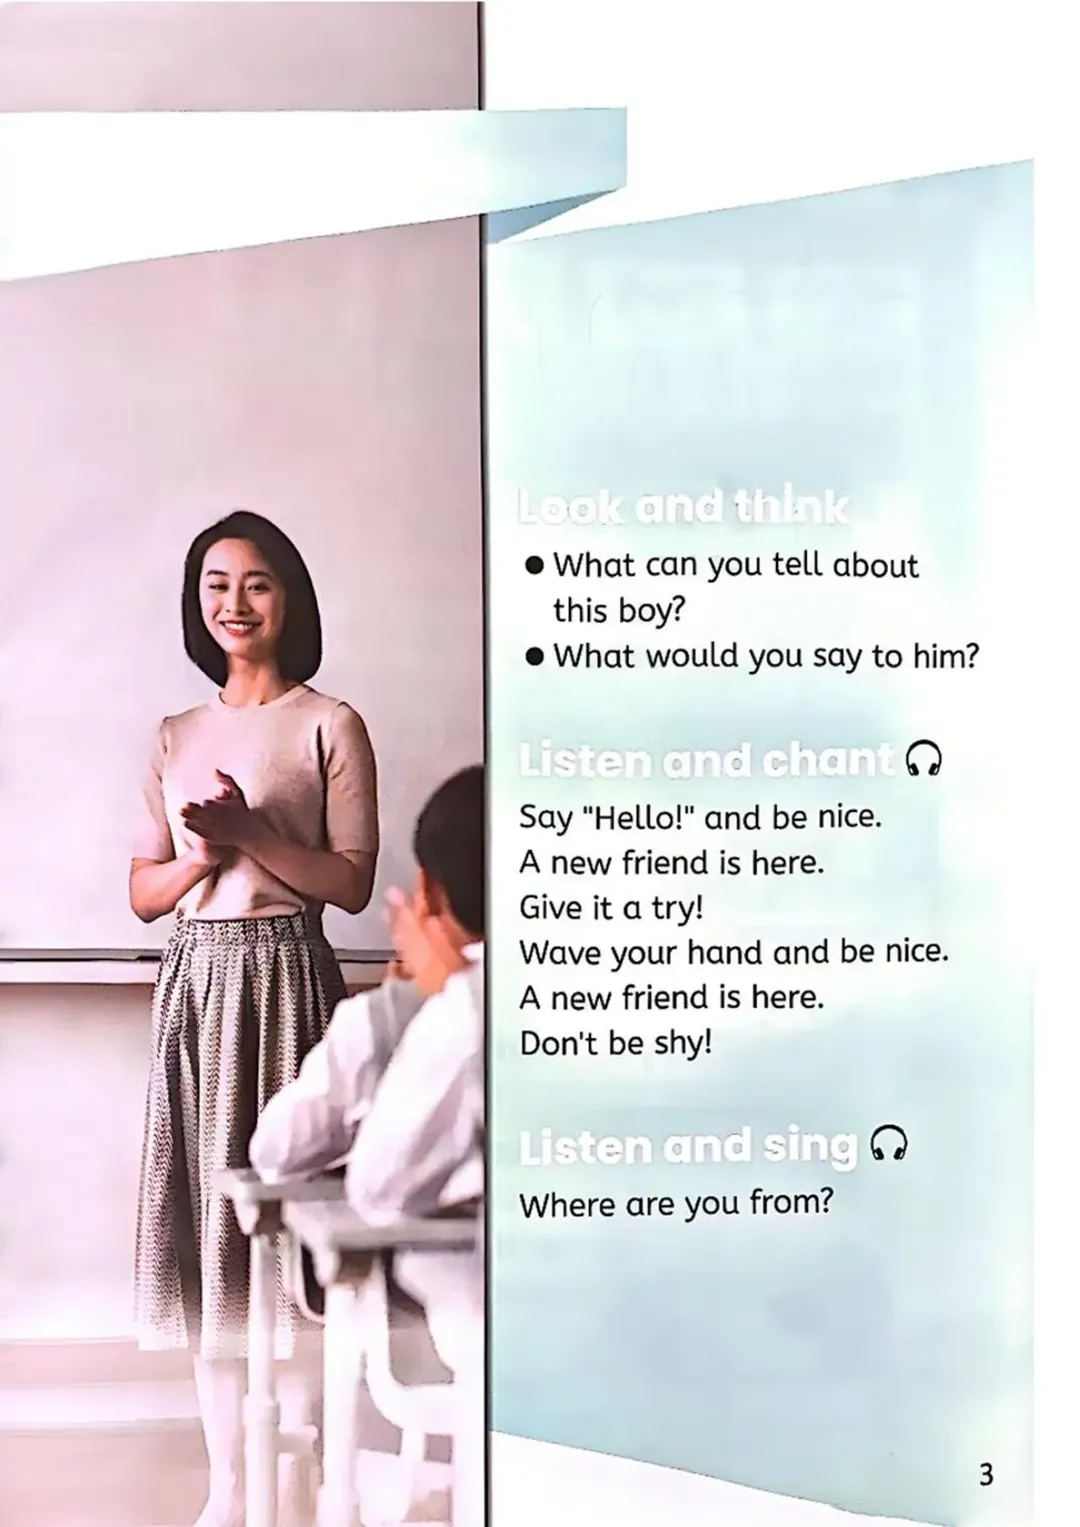 Look and think
● What can you tell about
this boy?
● What would you say to him?
Listen and chant
Say "Hello!" and be nice.
A new friend is here.
Give it a try!
Wave your hand and be nice.
A new friend is here.
Don't be shy!
Listen and sing
Where are you from?
3